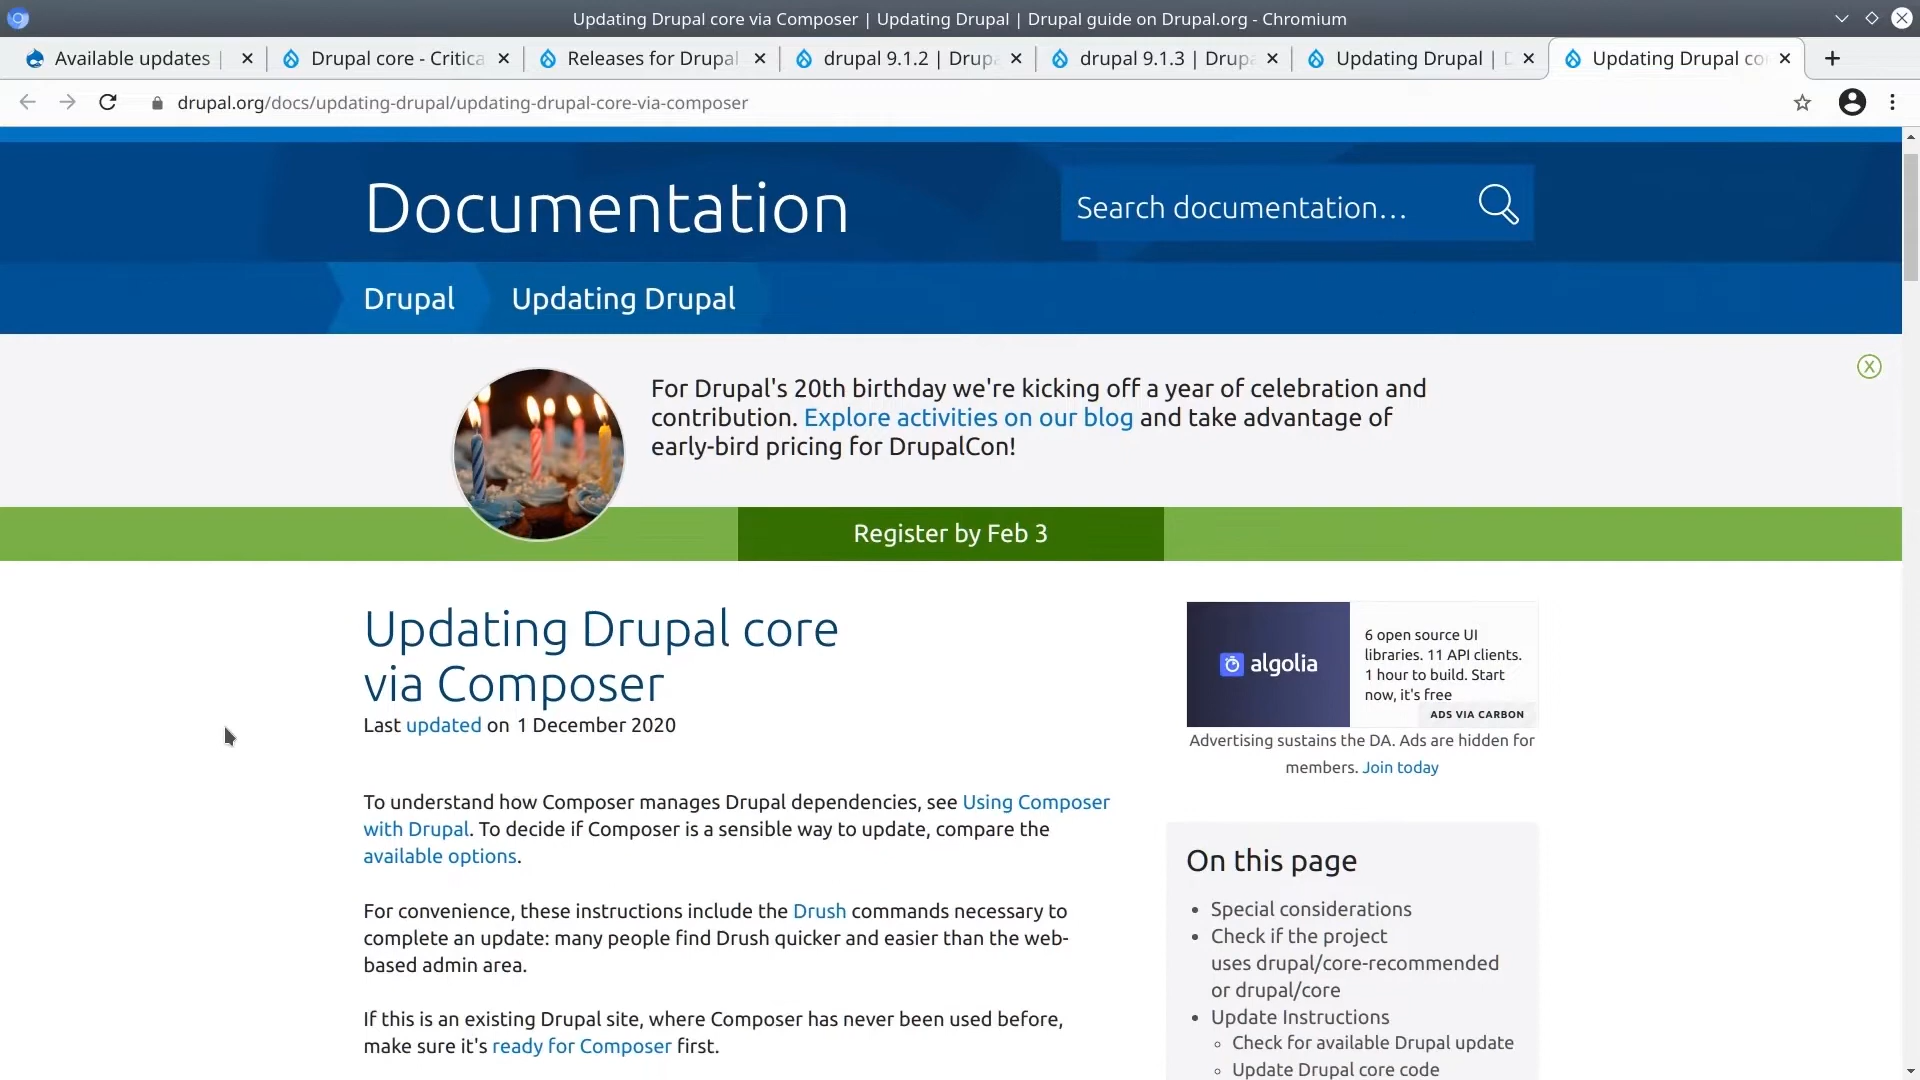 Updating Drupal core via Composer | Updating Drupal | Drupal guide on Drupal.org - Chromium
Available updates |
Drupal core - Critica
Releases for Drupal
drupal 9.1.2 | Drupa
drupal 9.1.3 | Drupa
Updating Drupal | D
Updating Drupal co
drupal.org/docs/updating-drupal/updating-drupal-core-via-composer
Documentation
Search documentation...
Drupal
Updating Drupal
For Drupal's 20th birthday we're kicking off a year of celebration and
contribution. Explore activities on our blog and take advantage of
early-bird pricing for DrupalCon!
Register by Feb 3
Updating Drupal core
via Composer
Last updated on 1 December 2020
To understand how Composer manages Drupal dependencies, see Using Composer
with Drupal. To decide if Composer is a sensible way to update, compare the
available options.
For convenience, these instructions include the Drush commands necessary to
complete an update: many people find Drush quicker and easier than the web-
based admin area.
If this is an existing Drupal site, where Composer has never been used before,
make sure it's ready for Composer first.
algolia
6 open source UI
libraries. 11 API clients.
1 hour to build. Start
now, it's free
ADS VIA CARBON
Advertising sustains the DA. Ads are hidden for
members. Join today
On this page
• Special considerations
• Check if the project
uses drupal/core-recommended
or drupal/core
• Update Instructions
◦ Check for available Drupal update
◦ Update Drupal core code